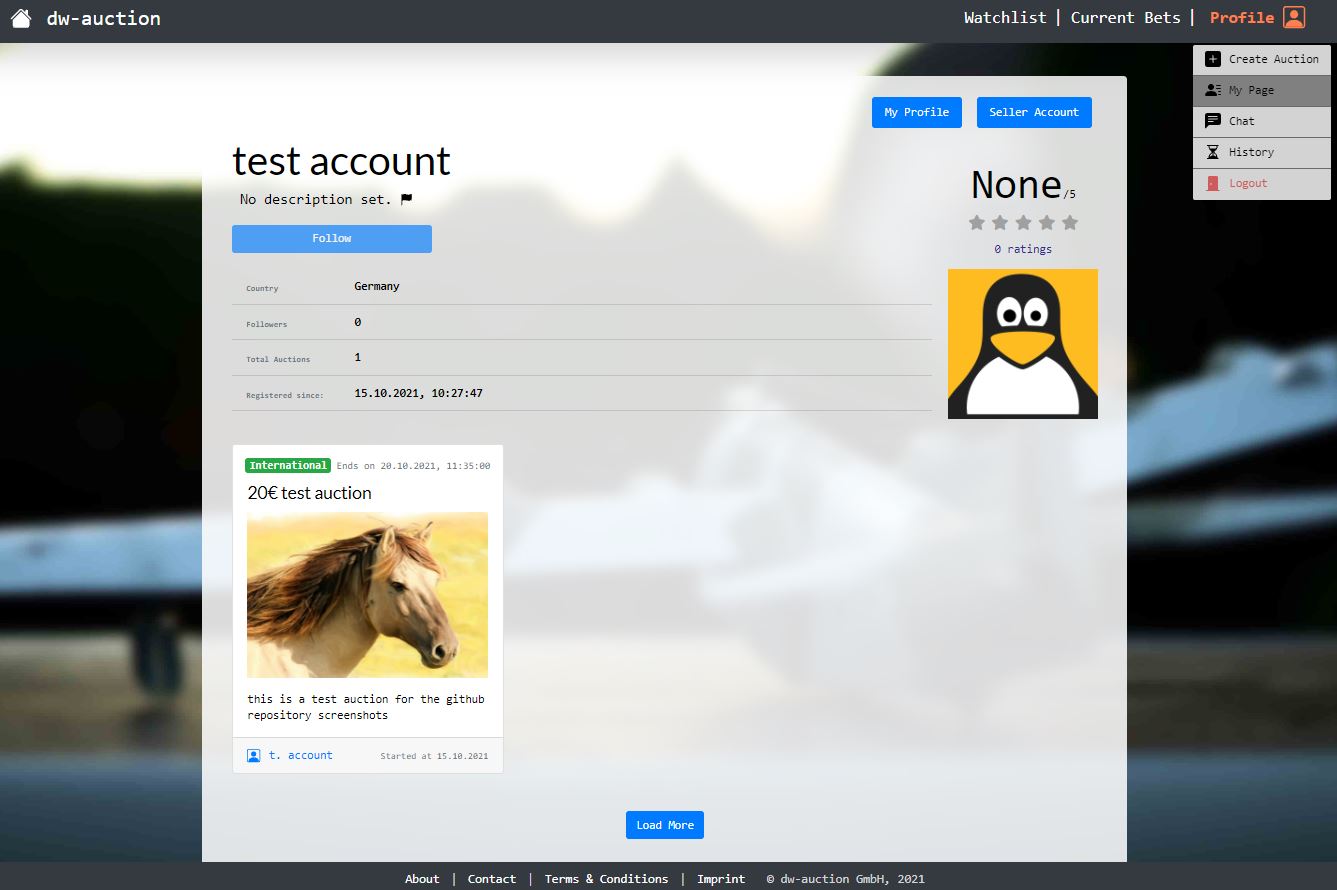 dw-auction
Watchlist | Current Bets | Profile
Create Auction
My Page
Chat
History
Logout
My Profile
Seller Account
test account
No description set.
None/5
0 ratings
Follow
Country Germany
Followers 0
Total Auctions 1
Registered since: 15.10.2021, 10:27:47
International Ends on 20.10.2021, 11:35:00
20€ test auction
this is a test auction for the github
repository screenshots
t. account Started at 15.10.2021
Load More
About | Contact | Terms & Conditions | Imprint © dw-auction GmbH, 2021